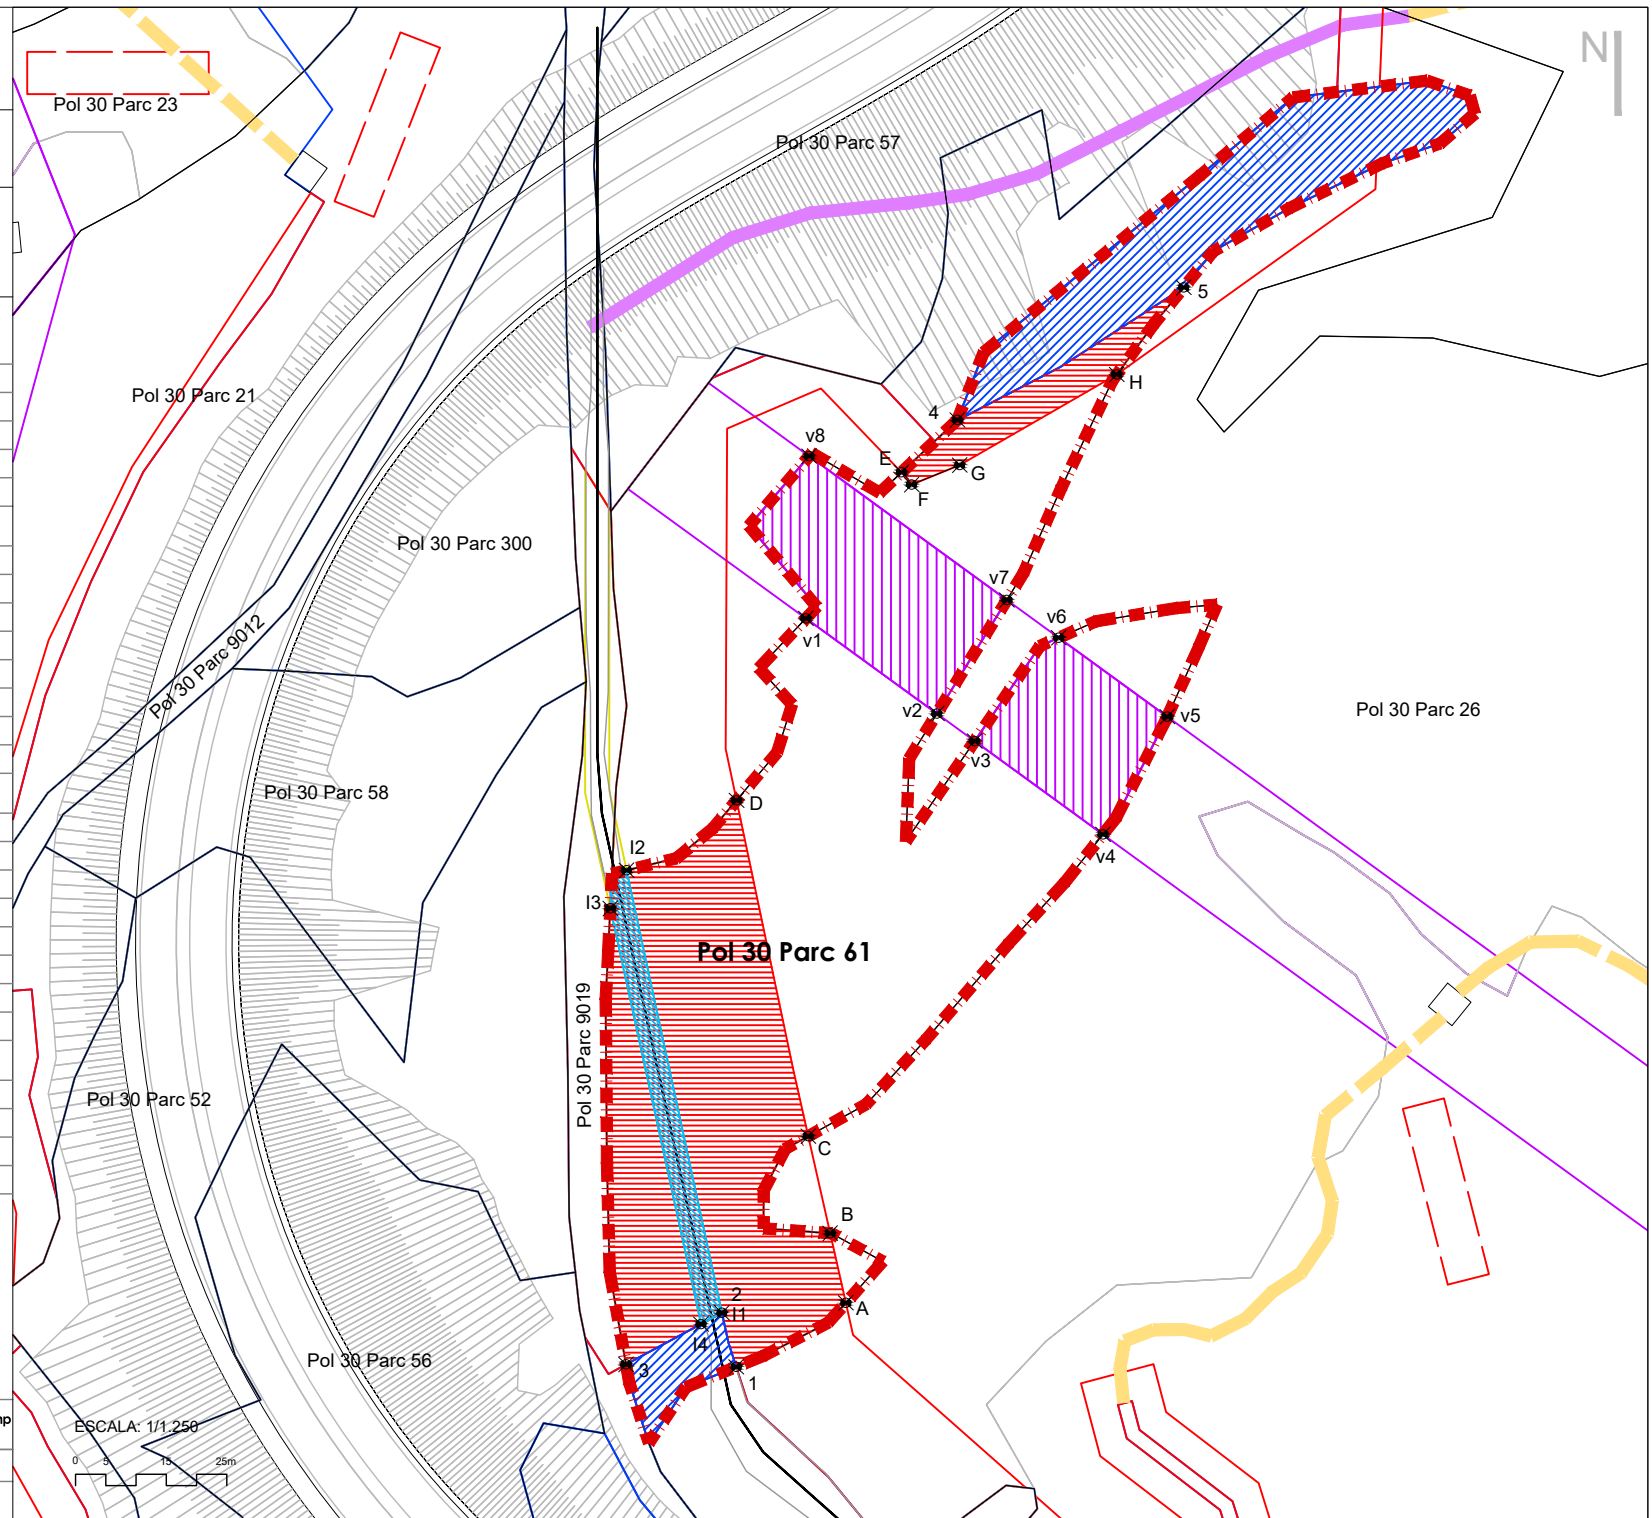 N
Pol 30 Parc 23
Pol 30 Parc 57
5
Pol 30 Parc 21
H
4
v8
E
G
F
Pol 30 Parc 300
v7
v6
v1
Pol 30 Parc 9012
v2
v5
Pol 30 Parc 26
v3
Pol 30 Parc 58
D
v4
I2
I3
Pol 30 Parc 61
Pol 30 Parc 9019
Pol 30 Parc 52
C
B
2
I1
A
I4
Pol 30 Parc 56
3
1
np
ESCALA: 1/1.250
0 5 15 25m